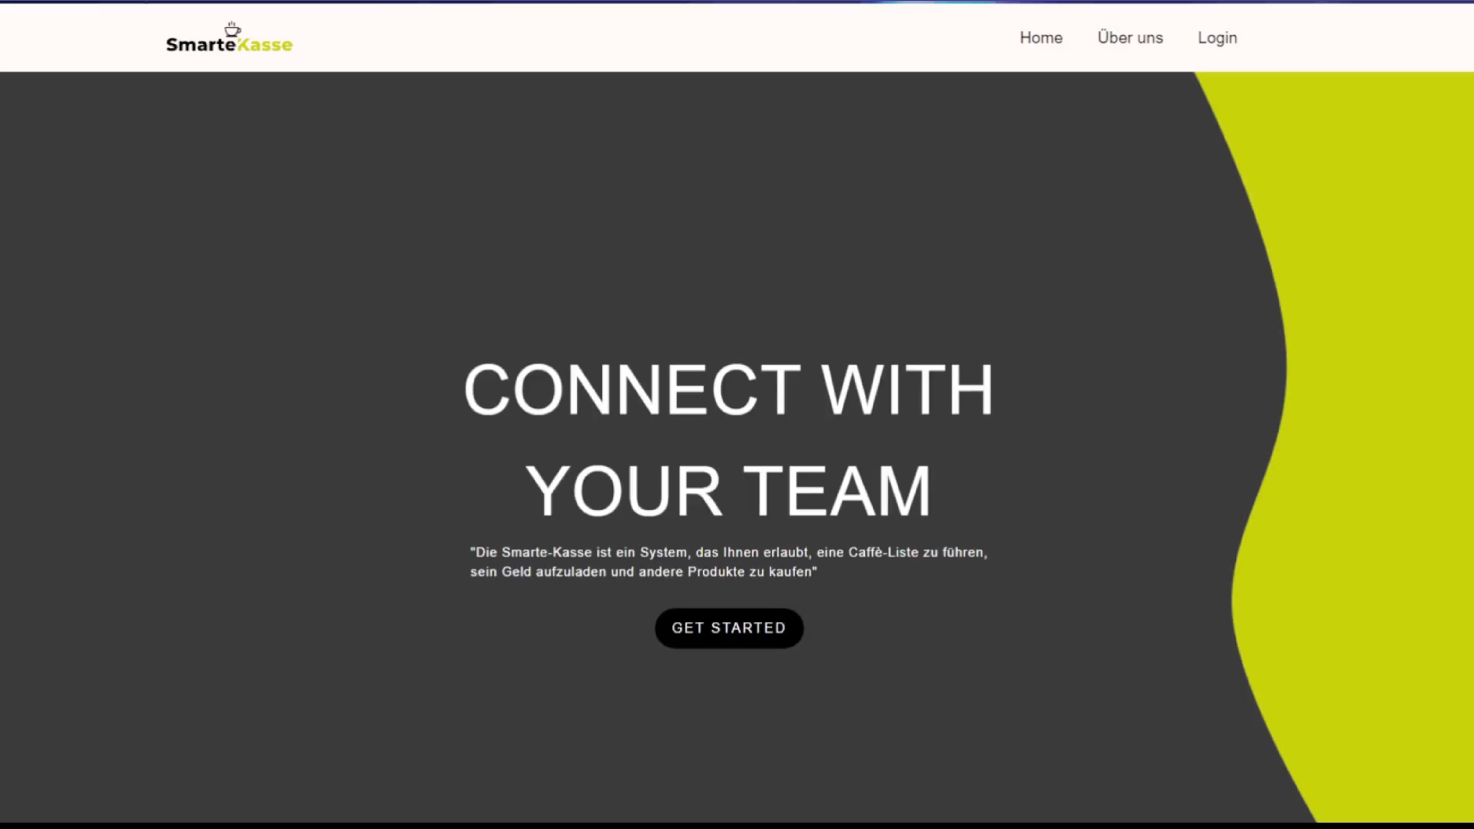 SmarteKasse
Home Über uns Login
CONNECT WITH
YOUR TEAM
"Die Smarte-Kasse ist ein System, das Ihnen erlaubt, eine Caffè-Liste zu führen,
sein Geld aufzuladen und andere Produkte zu kaufen"
GET STARTED